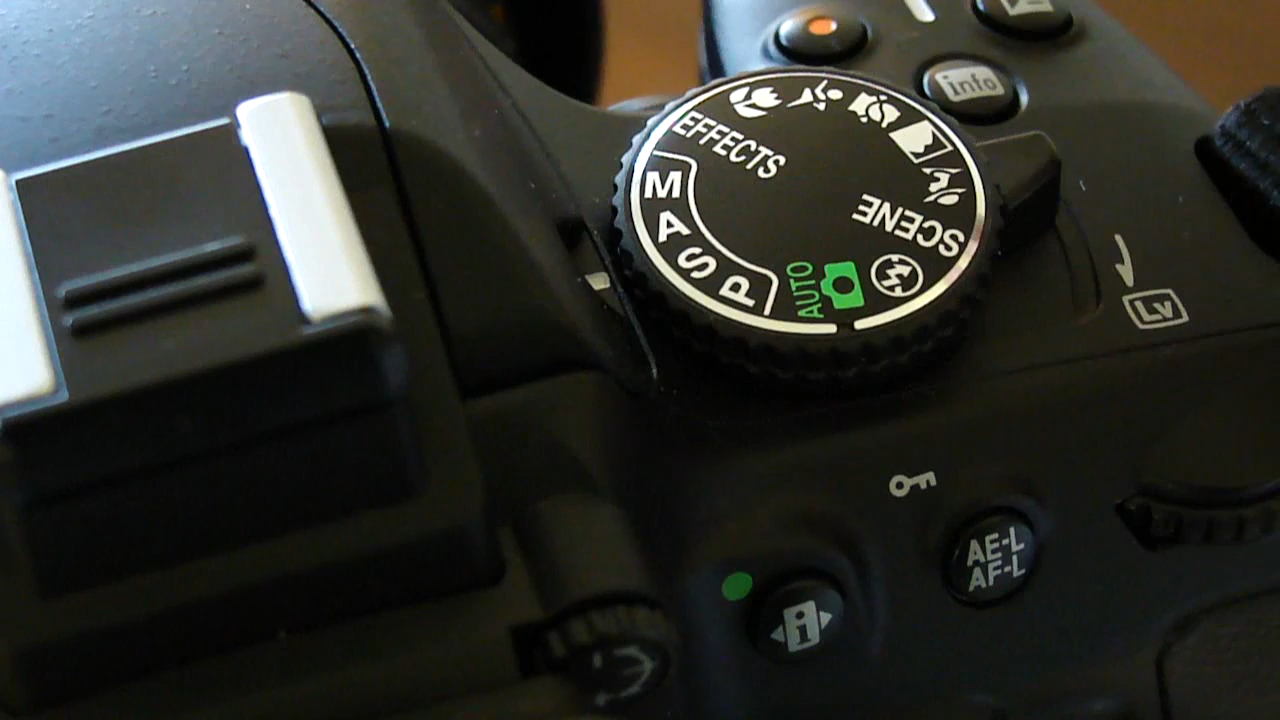 info
EFFECTS
M
A
S
P
AUTO
SCENE
Lv
AE-L
AF-L
i